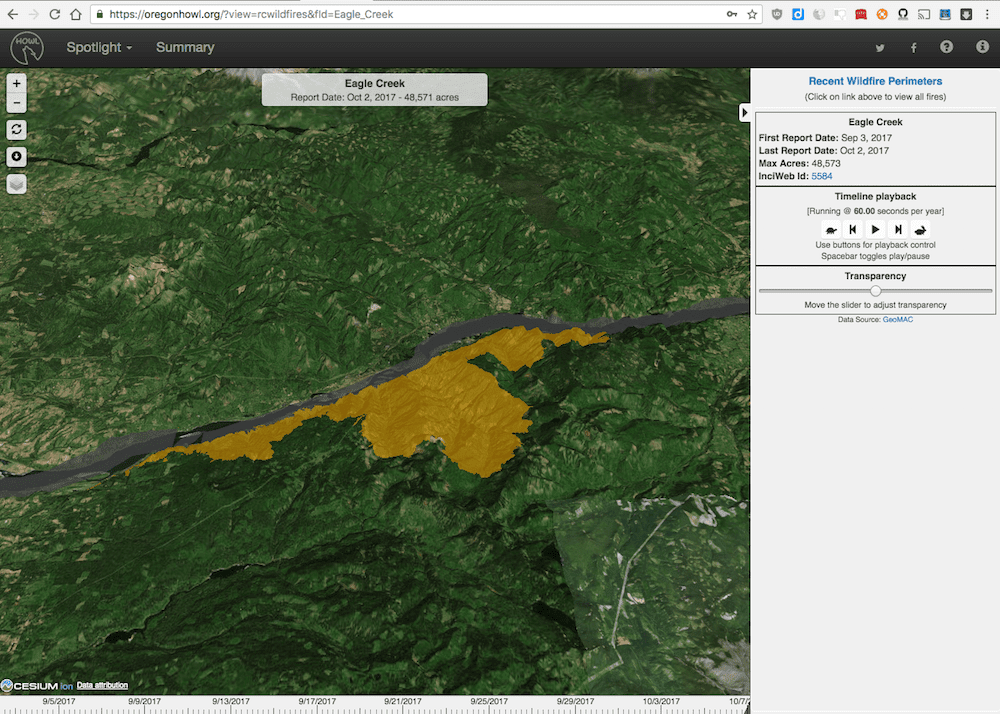 https://oregonhowl.org/?view=rcwildfires&fId=Eagle_Creek
HOWL
Spotlight
Summary
Eagle Creek
Report Date: Oct 2, 2017 - 48,571 acres
Recent Wildfire Perimeters
(Click on link above to view all fires)
Eagle Creek
First Report Date: Sep 3, 2017
Last Report Date: Oct 2, 2017
Max Acres: 48,573
InciWeb Id: 5584
Timeline playback
[Running @ 60.00 seconds per year]
Use buttons for playback control
Spacebar toggles play/pause
Transparency
Move the slider to adjust transparency
Data Source: GeoMAC
CESIUM ion Data attribution
9/5/2017 9/9/2017 9/13/2017 9/17/2017 9/21/2017 9/25/2017 9/29/2017 10/3/2017 10/7/2